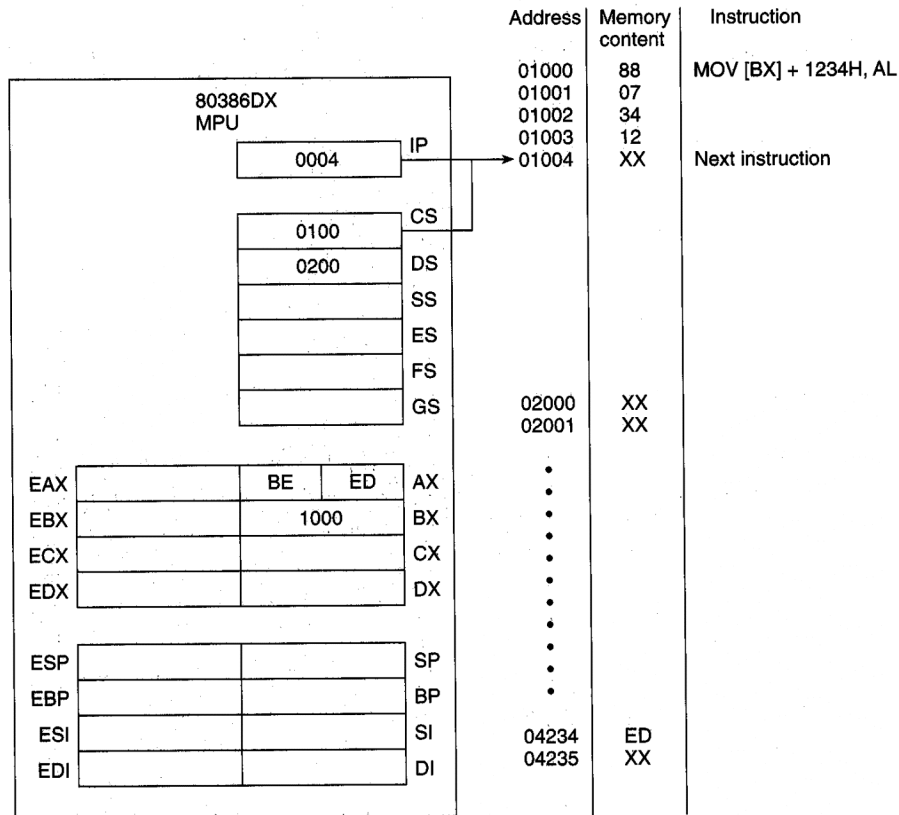 Address Memory content Instruction
01000 88 MOV [BX] + 1234H, AL
01001 07
01002 34
01003 12
01004 XX Next instruction
80386DX
MPU
0004 IP
0100 CS
0200 DS
SS
ES
FS
GS
02000 XX
02001 XX
EAX BE ED AX
EBX 1000 BX
ECX CX
EDX DX
ESP SP
EBP BP
ESI SI
EDI DI
04234 ED
04235 XX